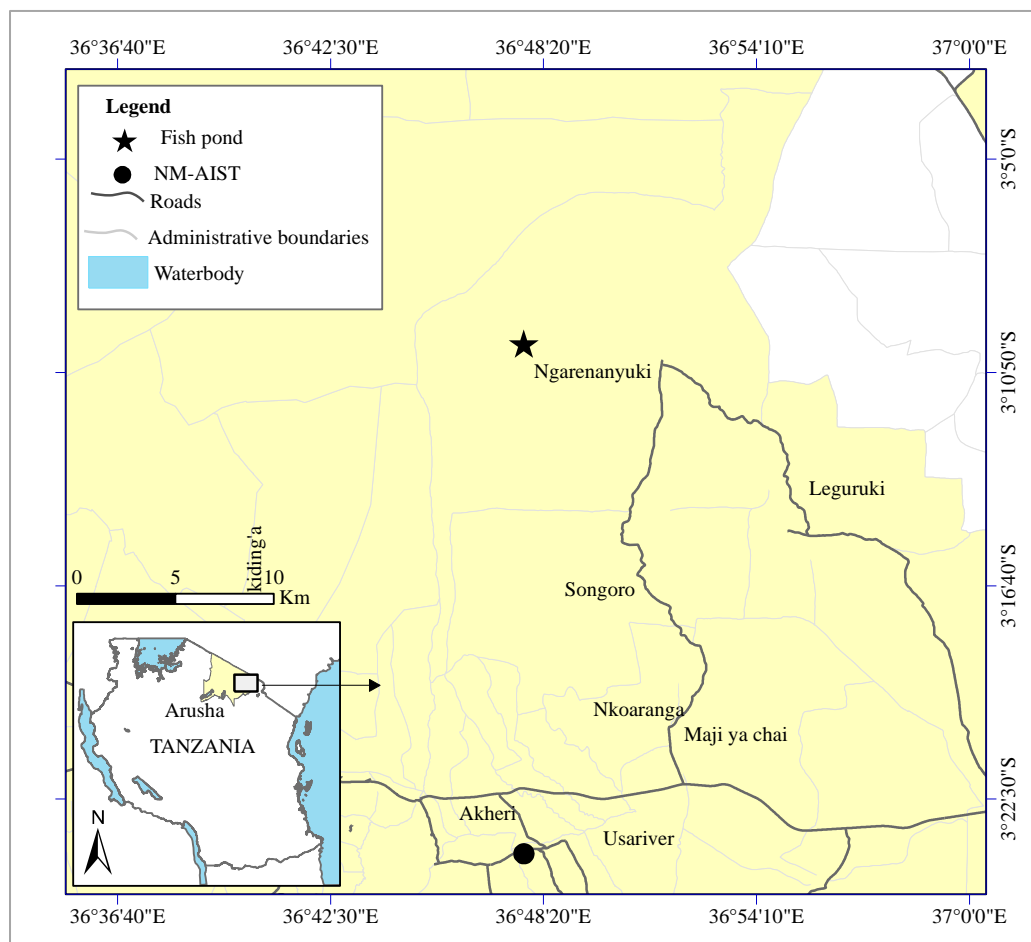 36°36'40"E 36°42'30"E 36°48'20"E 36°54'10"E 37°0'0"E
Legend
Fish pond
NM-AIST
Roads
Administrative boundaries
Waterbody
3°5'0"S
Ngarenanyuki
3°10'50"S
Leguruki
kiding'a
0 5 10
Km
Songoro
3°16'40"S
Nkoaranga
Arusha
Maji ya chai
TANZANIA
3°22'30"S
Akheri
N
Usariver
36°36'40"E 36°42'30"E 36°48'20"E 36°54'10"E 37°0'0"E